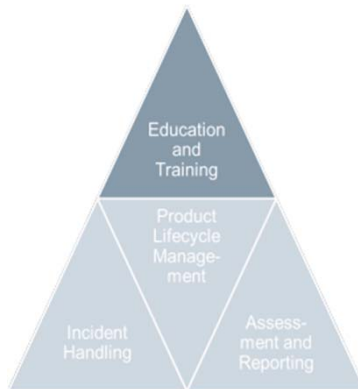 Education
and
Training
Product
Lifecycle
Manage-
ment
Incident
Handling
Assess-
ment and
Reporting